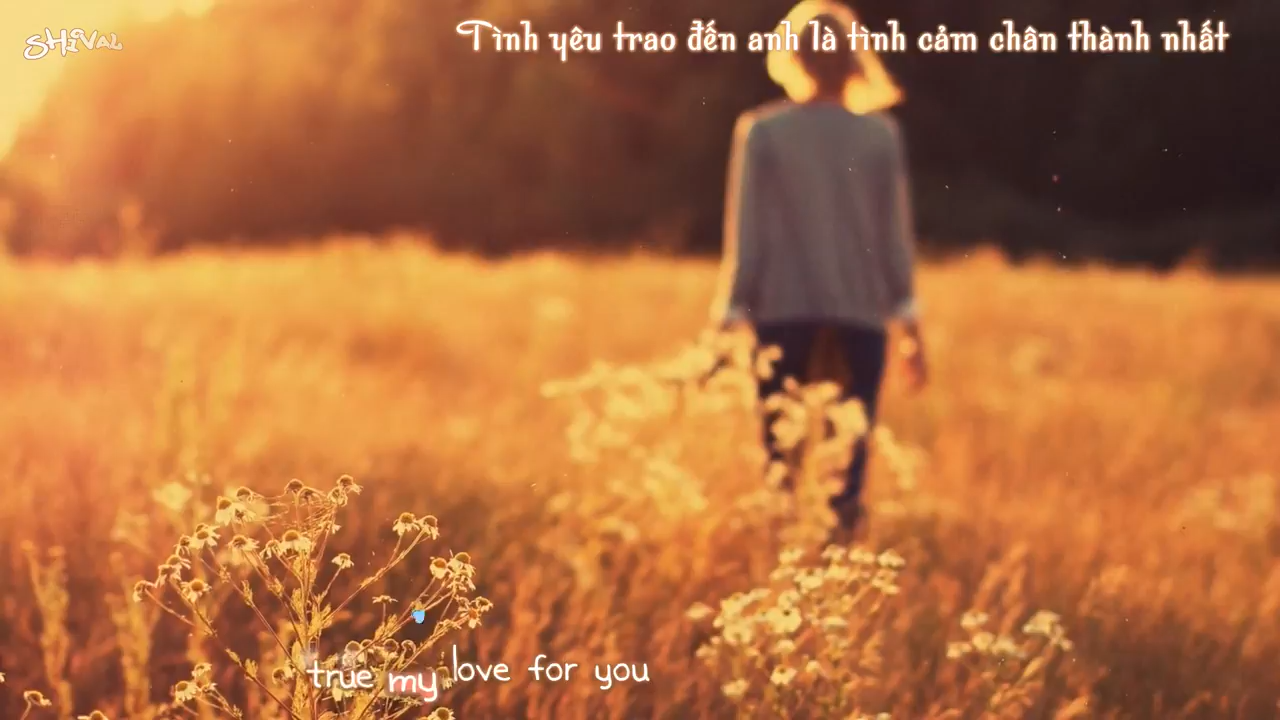 SHIVAL
Tình yêu trao đến anh là tình cảm chân thành nhất
true my love for you